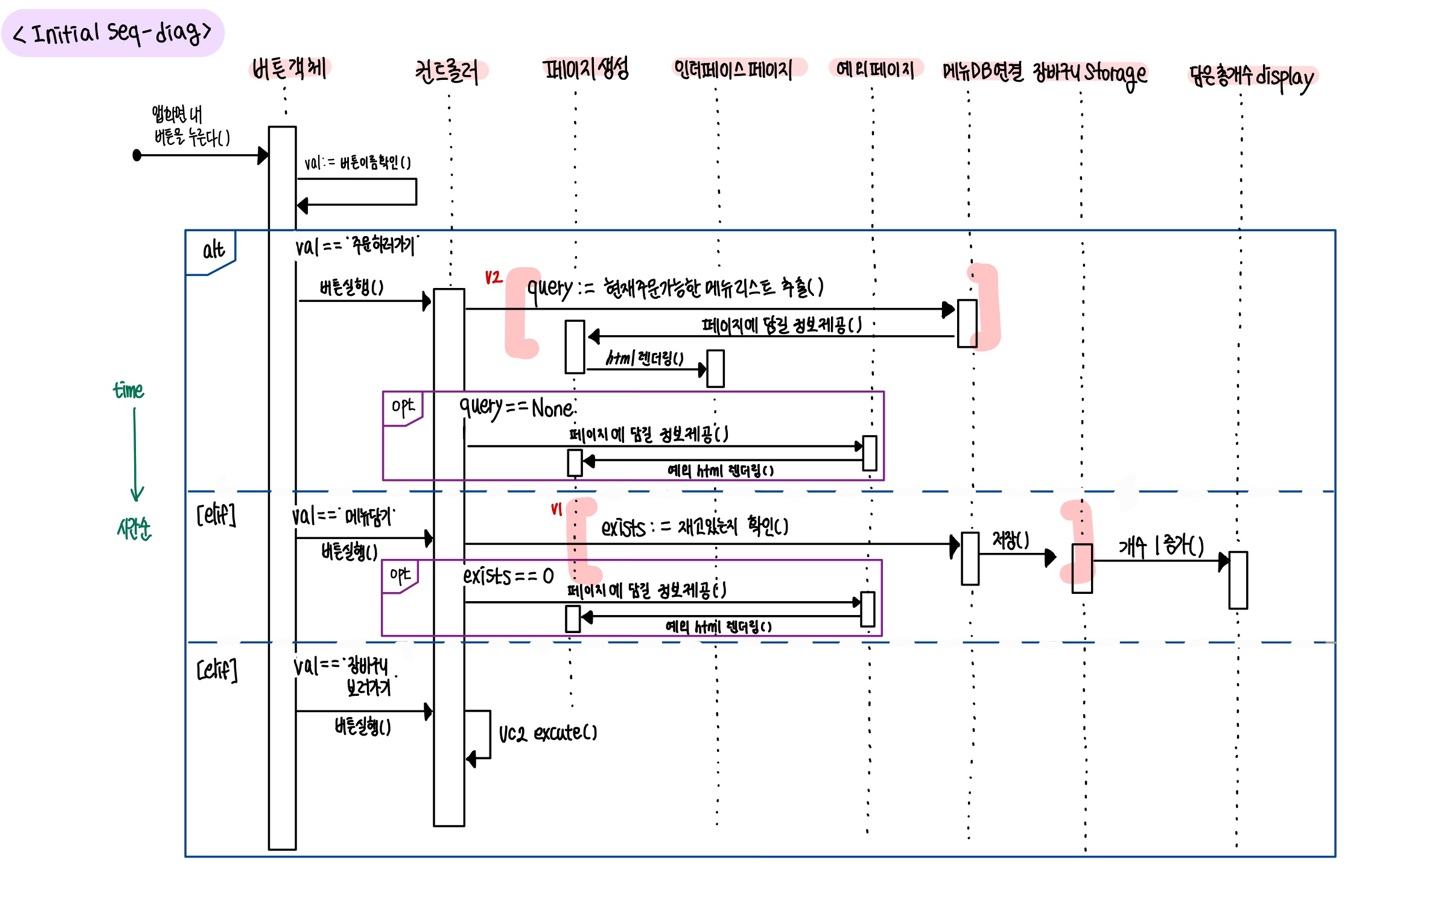 < Initial Seq-diag>
버튼객체
컨트롤러
페이지생성
인터페이스페이지
예외페이지
메뉴DB연결
장바구니 Storage
담은총개수 display
앱화면 내
버튼을 누른다()
val:= 버튼이름확인()
alt
val == '주문하러가기'
버튼실행()
V2
query := 현재주문가능한 메뉴리스트 추출()
페이지에 담길 정보제공()
html 렌더링()
time
opt
query==None
페이지에 담길 정보제공()
예외 html 렌더링()
시간순
[elif]
val=='메뉴담기'
버튼실행()
V1
exists := 재고있는지 확인()
저장()
개수 1 증가()
opt
exists==0
페이지에 담길 정보제공()
예외 html 렌더링()
[elif]
val=='장바구니
보러가기'
버튼실행()
UC2 excute()